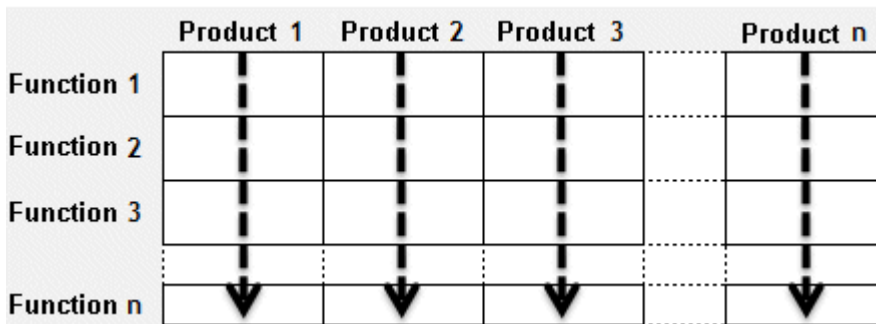 Product 1 Product 2 Product 3 Product n
Function 1
Function 2
Function 3
Function n